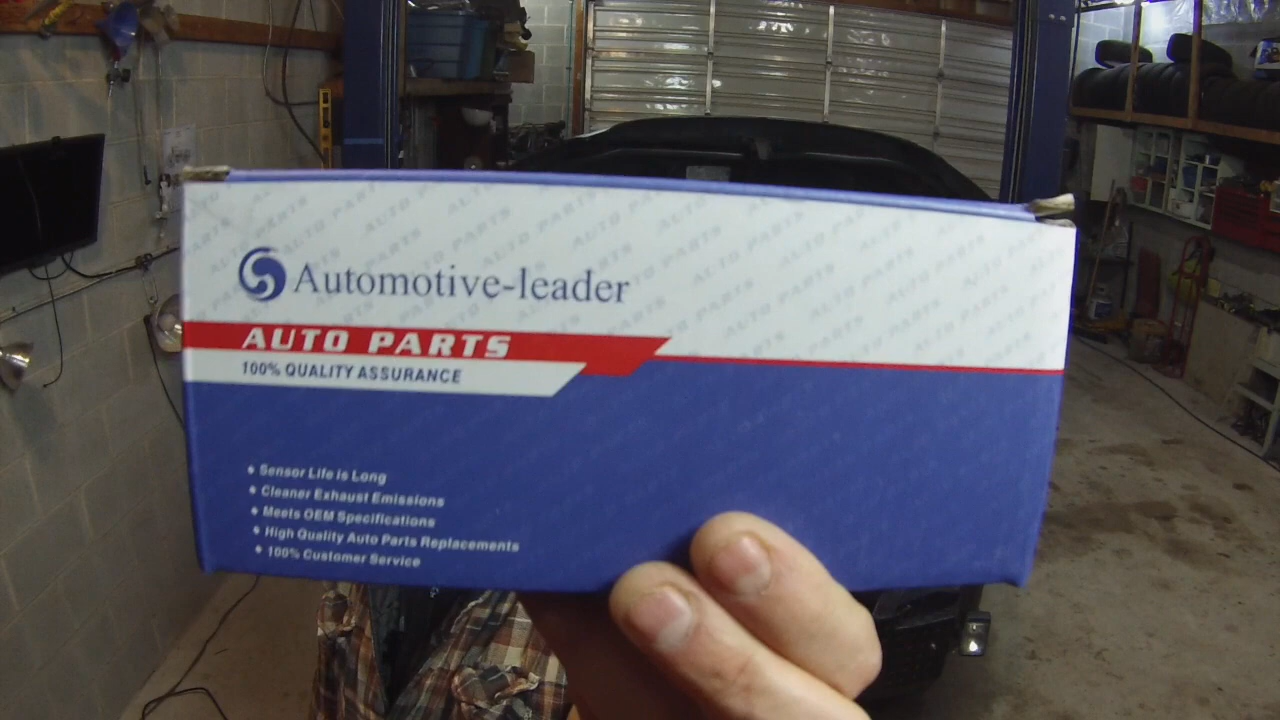 Automotive-leader
AUTO PARTS
100% QUALITY ASSURANCE
• Sensor Life is Long
• Cleaner Exhaust Emissions
• Meets OEM Specifications
• High Quality Auto Parts Replacements
• 100% Customer Service